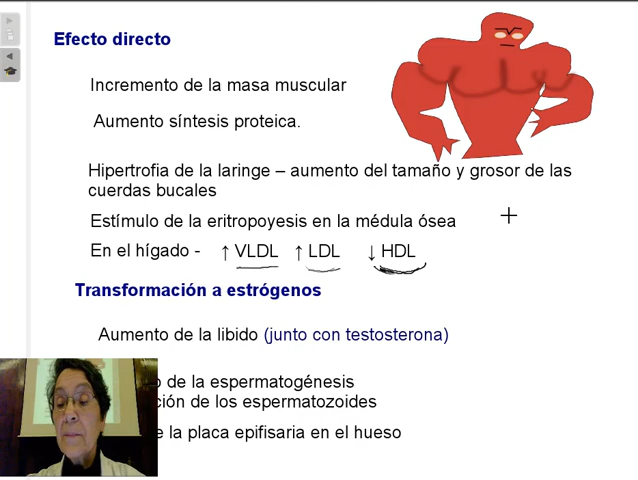 Efecto directo
Incremento de la masa muscular
Aumento síntesis proteica.
Hipertrofia de la laringe – aumento del tamaño y grosor de las
cuerdas bucales
Estímulo de la eritropoyesis en la médula ósea
En el hígado - ↑ VLDL ↑ LDL ↓ HDL
Transformación a estrógenos
Aumento de la libido (junto con testosterona)
de la espermatogénesis
de los espermatozoides
la placa epifisaria en el hueso